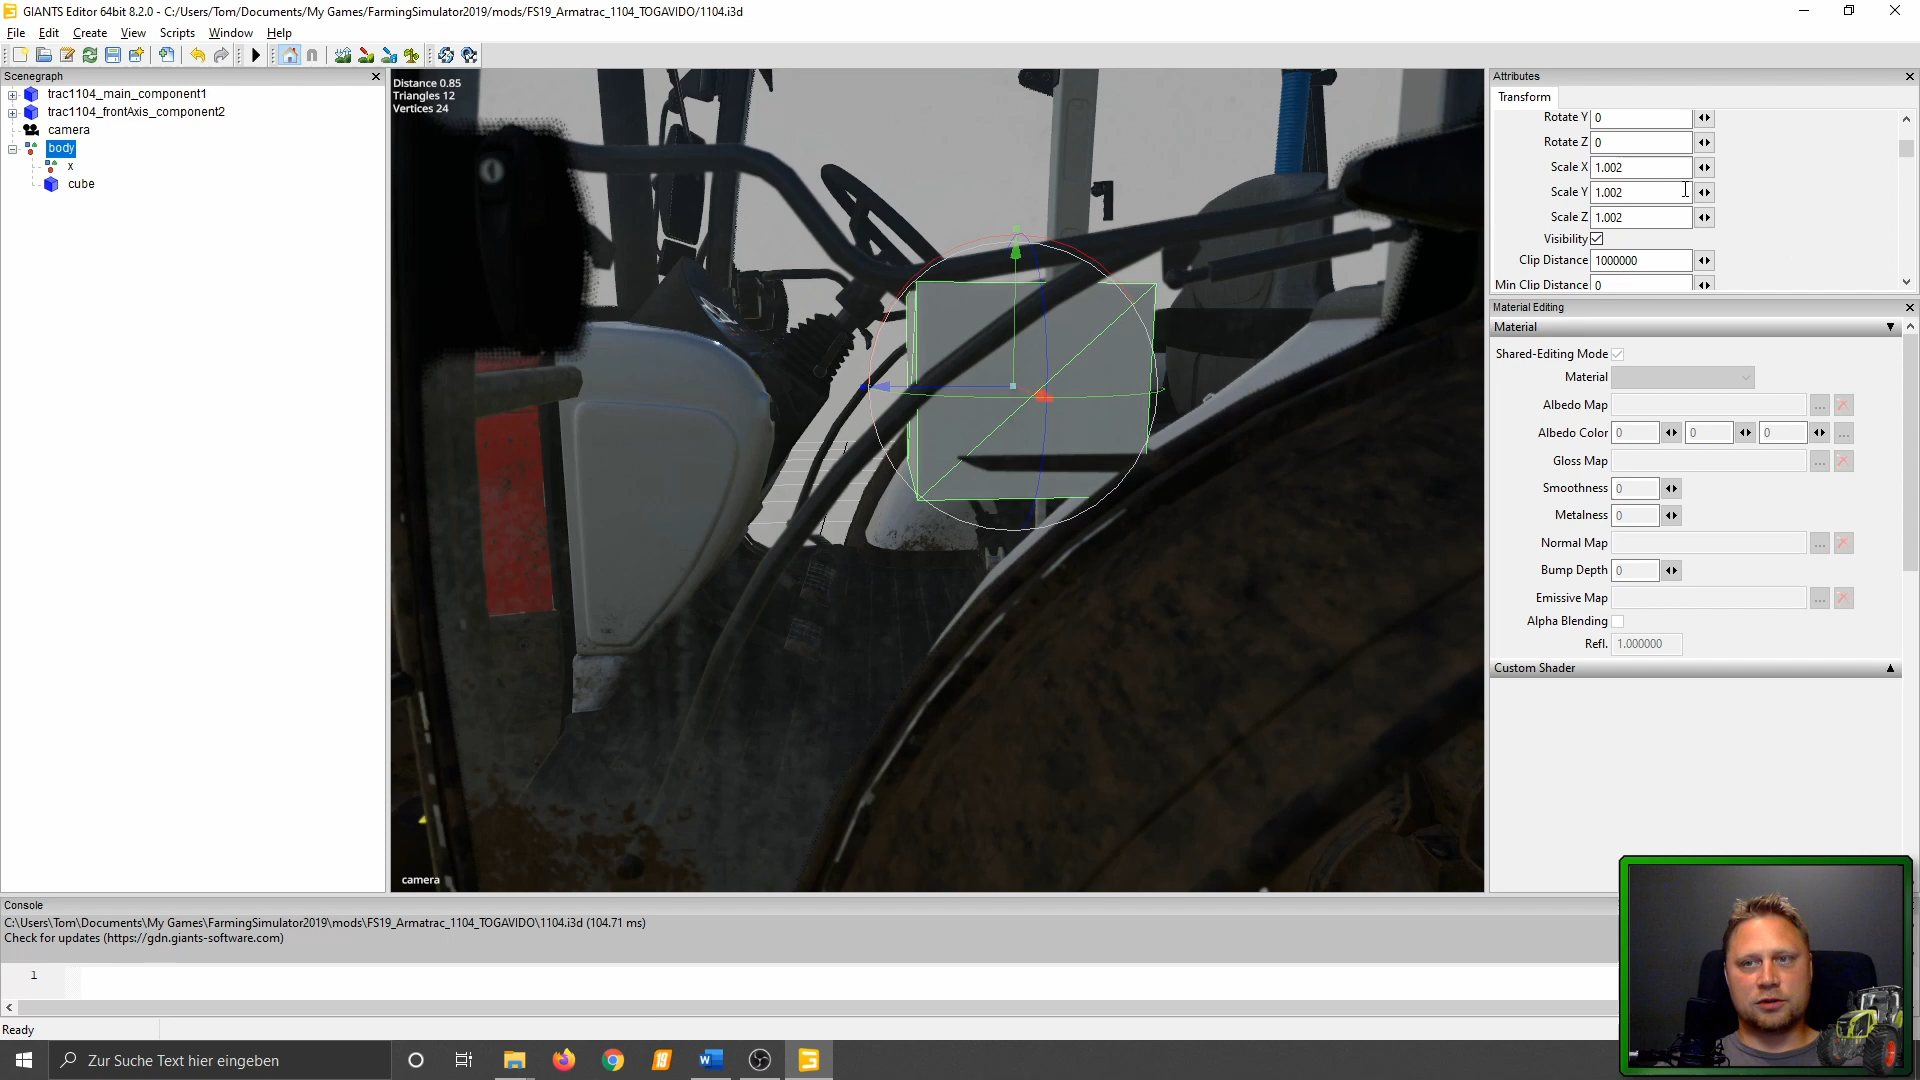 GIANTS Editor 64bit 8.2.0 - C:/Users/Tom/Documents/My Games/FarmingSimulator2019/mods/FS19_Armatrac_1104_TOGAVIDO/1104.i3d
File Edit Create View Scripts Window Help
Scenegraph
trac1104_main_component1
trac1104_frontAxis_component2
camera
body
x
cube
Distance 0.85
Triangles 12
Vertices 24
camera
Attributes
Transform
Rotate Y 0
Rotate Z 0
Scale X 1.002
Scale Y 1.002
Scale Z 1.002
Visibility
Clip Distance 1000000
Min Clip Distance 0
Material Editing
Material
Shared-Editing Mode
Material
Albedo Map ...
Albedo Color 0 0 0 ...
Gloss Map ...
Smoothness 0
Metalness 0
Normal Map ...
Bump Depth 0
Emissive Map ...
Alpha Blending
Refl. 1.000000
Custom Shader
Console
C:\Users\Tom\Documents\My Games\FarmingSimulator2019\mods\FS19_Armatrac_1104_TOGAVIDO\1104.i3d (104.71 ms)
Check for updates (https://gdn.giants-software.com)
1
Ready
Zur Suche Text hier eingeben
19